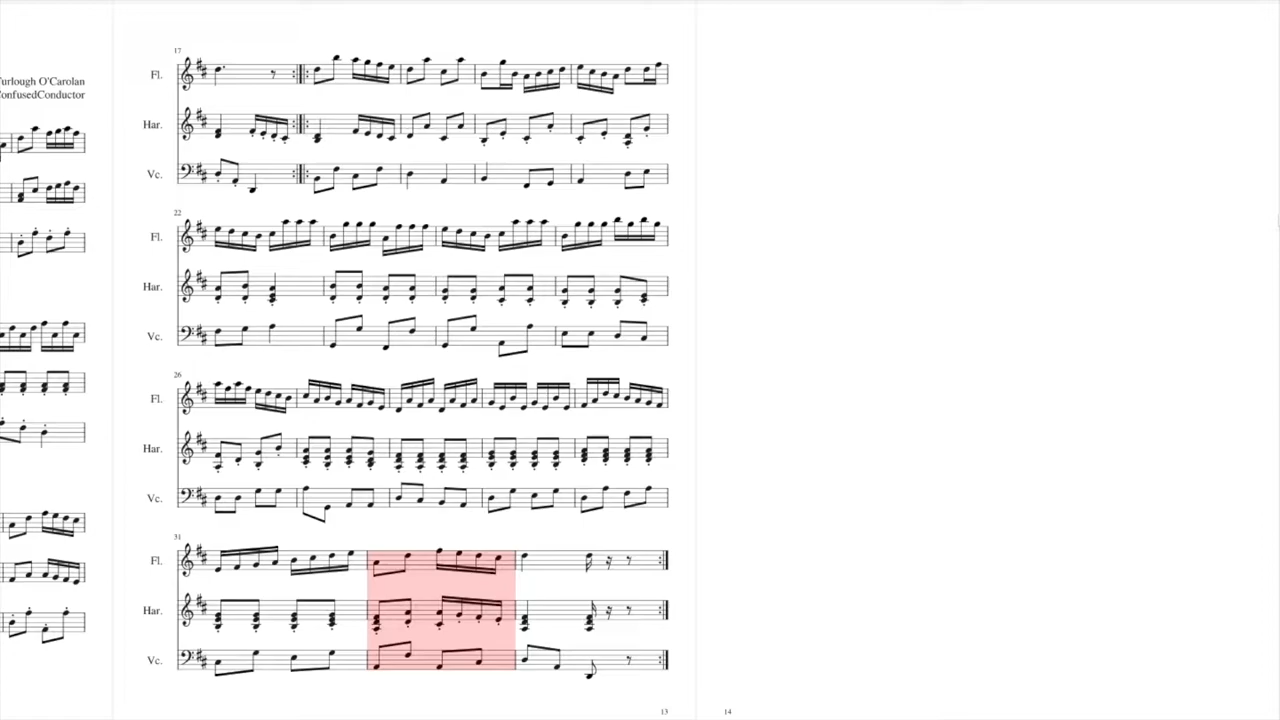 urlough O'Carolan
onfusedConductor
17
Fl.
Har.
Vc.
22
Fl.
Har.
Vc.
26
Fl.
Har.
Vc.
31
Fl.
Har.
Vc.
13
14